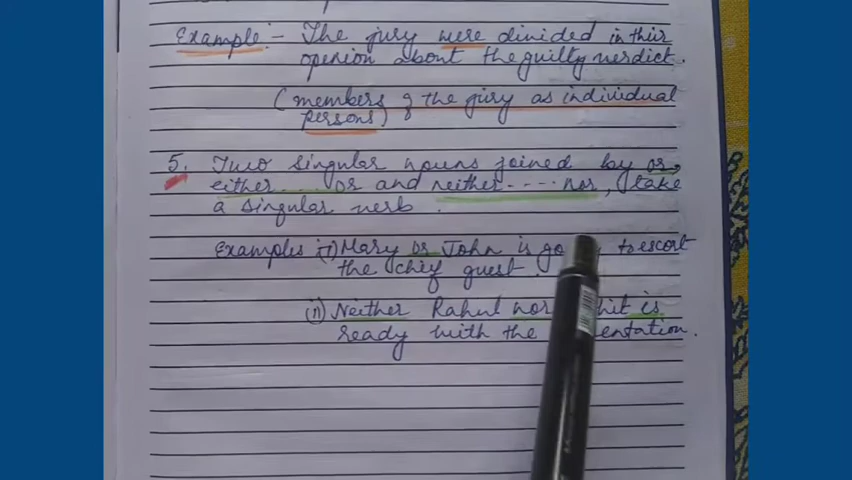 Example:- The jury were divided in their
openion about the guilty verdict.
(members of the jury as individual
persons)
5. Two singular nouns joined by or,
either.....or and neither.....nor, take
a singular verb.
Examples i) Mary or John is to escort
the chief guest
ii) Neither Rahul nor is
ready with the